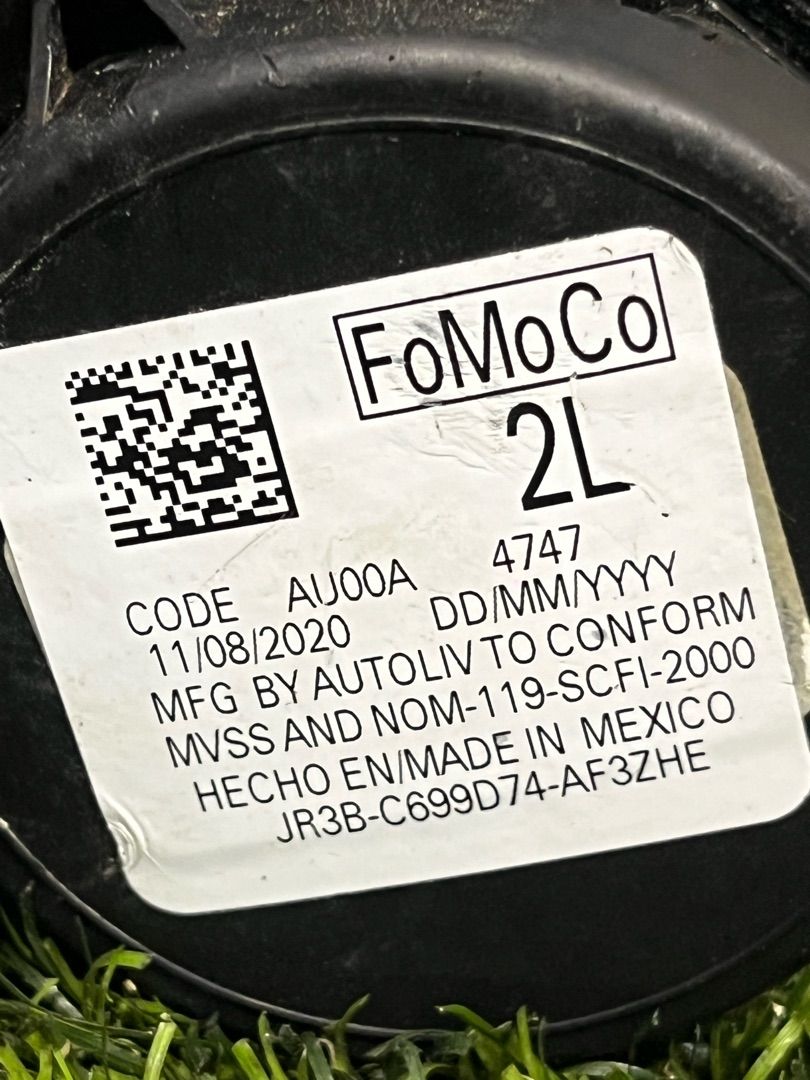 FoMoCo
2L
CODE AU00A 4747
11/08/2020 DD/MM/YYYY
MFG BY AUTOLIV TO CONFORM
MVSS AND NOM-119-SCFI-2000
HECHO EN/MADE IN MEXICO
JR3B-C699D74-AF3ZHE